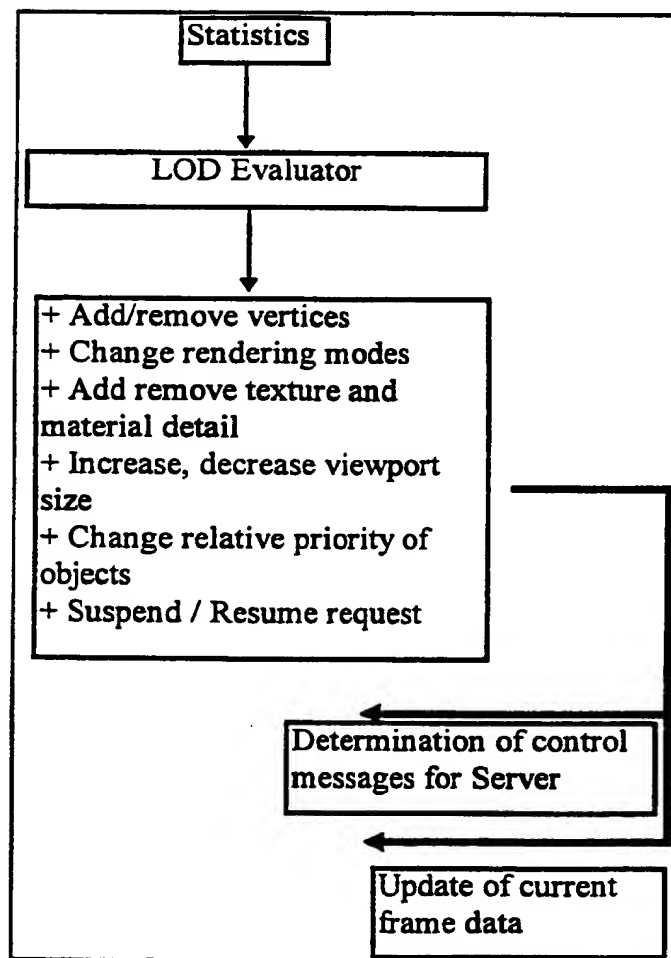 Statistics
LOD Evaluator
+ Add/remove vertices
+ Change rendering modes
+ Add remove texture and
material detail
+ Increase, decrease viewport
size
+ Change relative priority of
objects
+ Suspend / Resume request
Determination of control
messages for Server
Update of current
frame data